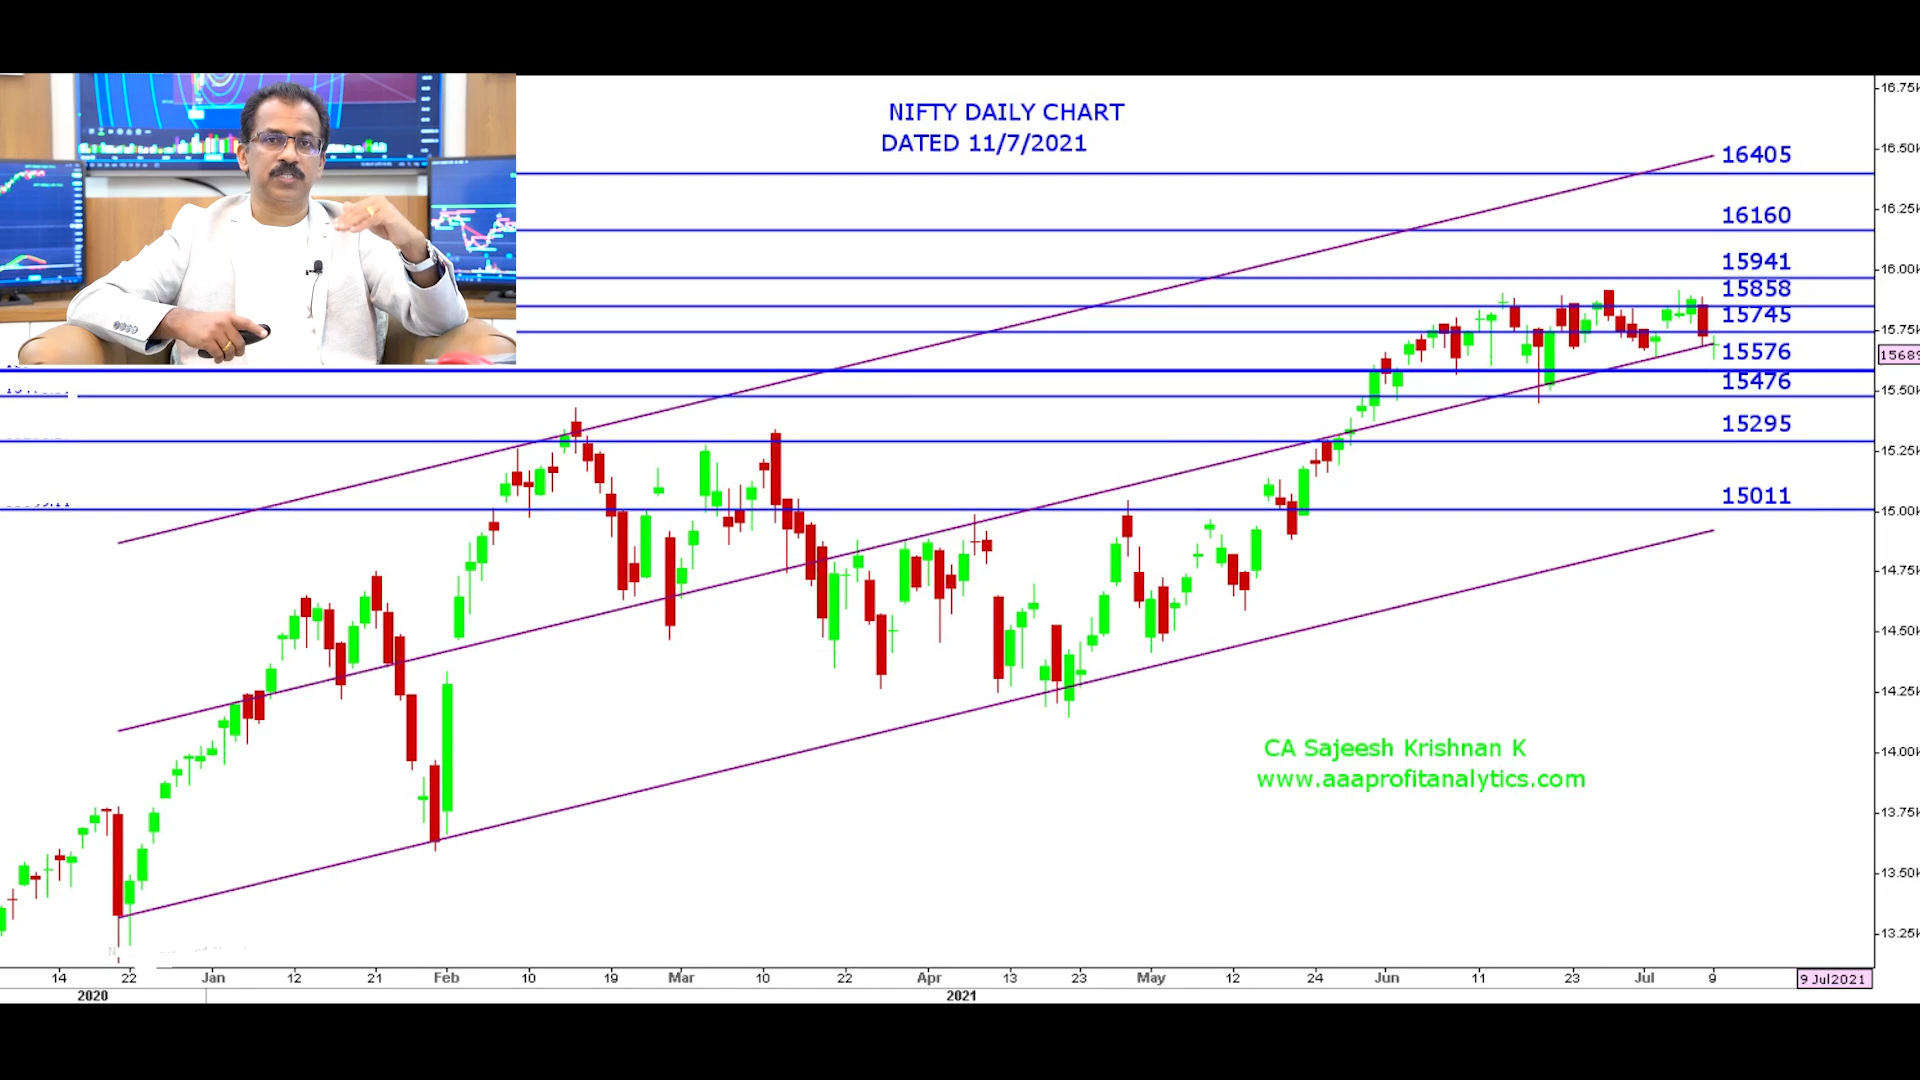 NIFTY DAILY CHART
DATED 11/7/2021
16.75K
16405
16.50K
16.25K
16160
16.00K
15941
15858
15745
15.75K
15576
15689
15476
15.50K
15295
15.25K
15011
15.00K
14.75K
14.50K
14.25K
14.00K
13.75K
13.50K
13.25K
CA Sajeesh Krishnan K
www.aaaprofitanalytics.com
14 22 Jan 12 21 Feb 10 19 Mar 10 22 Apr 13 23 May 12 24 Jun 11 23 Jul 9 9 Jul2021
2020 2021